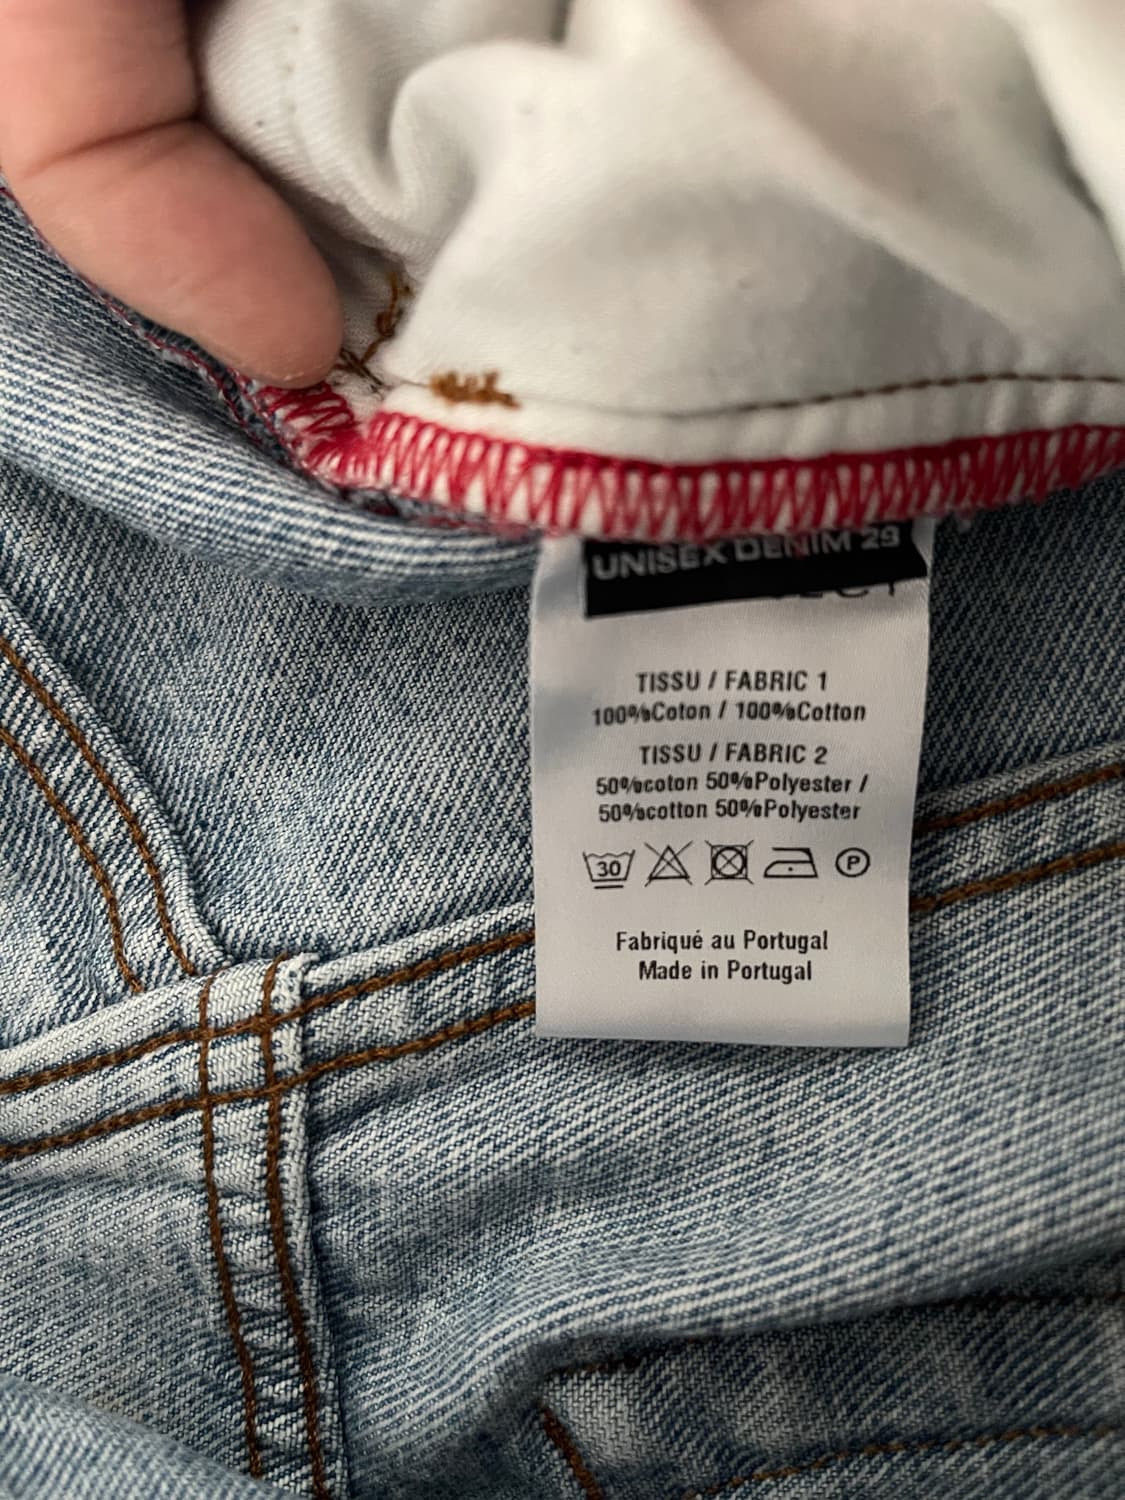 UNISEX DENIM 29
TISSU / FABRIC 1
100%Coton / 100%Cotton
TISSU / FABRIC 2
50%coton 50%Polyester /
50%cotton 50%Polyester
30 P
Fabriqué au Portugal
Made in Portugal